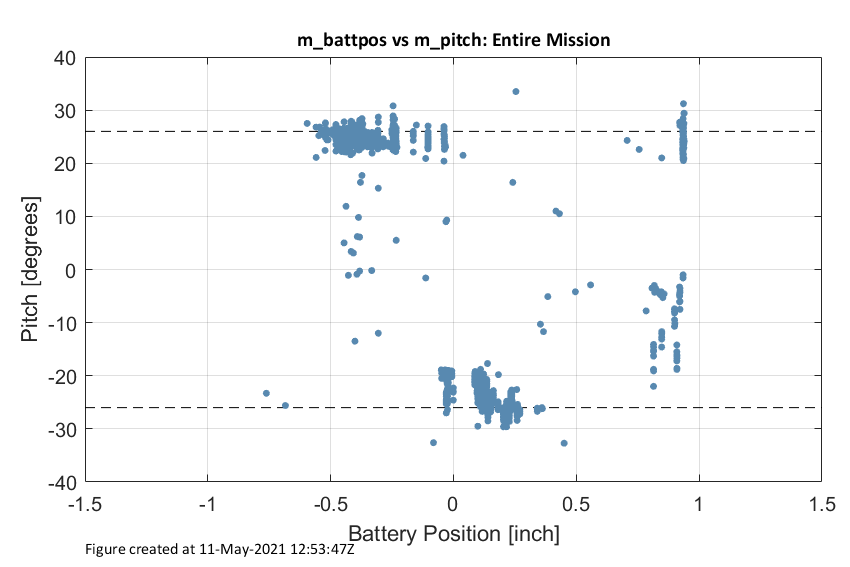 m_battpos vs m_pitch: Entire Mission
40
30
20
10
0
-10
-20
-30
-40
Pitch [degrees]
-1.5 -1 -0.5 0 0.5 1 1.5
Battery Position [inch]
Figure created at 11-May-2021 12:53:47Z